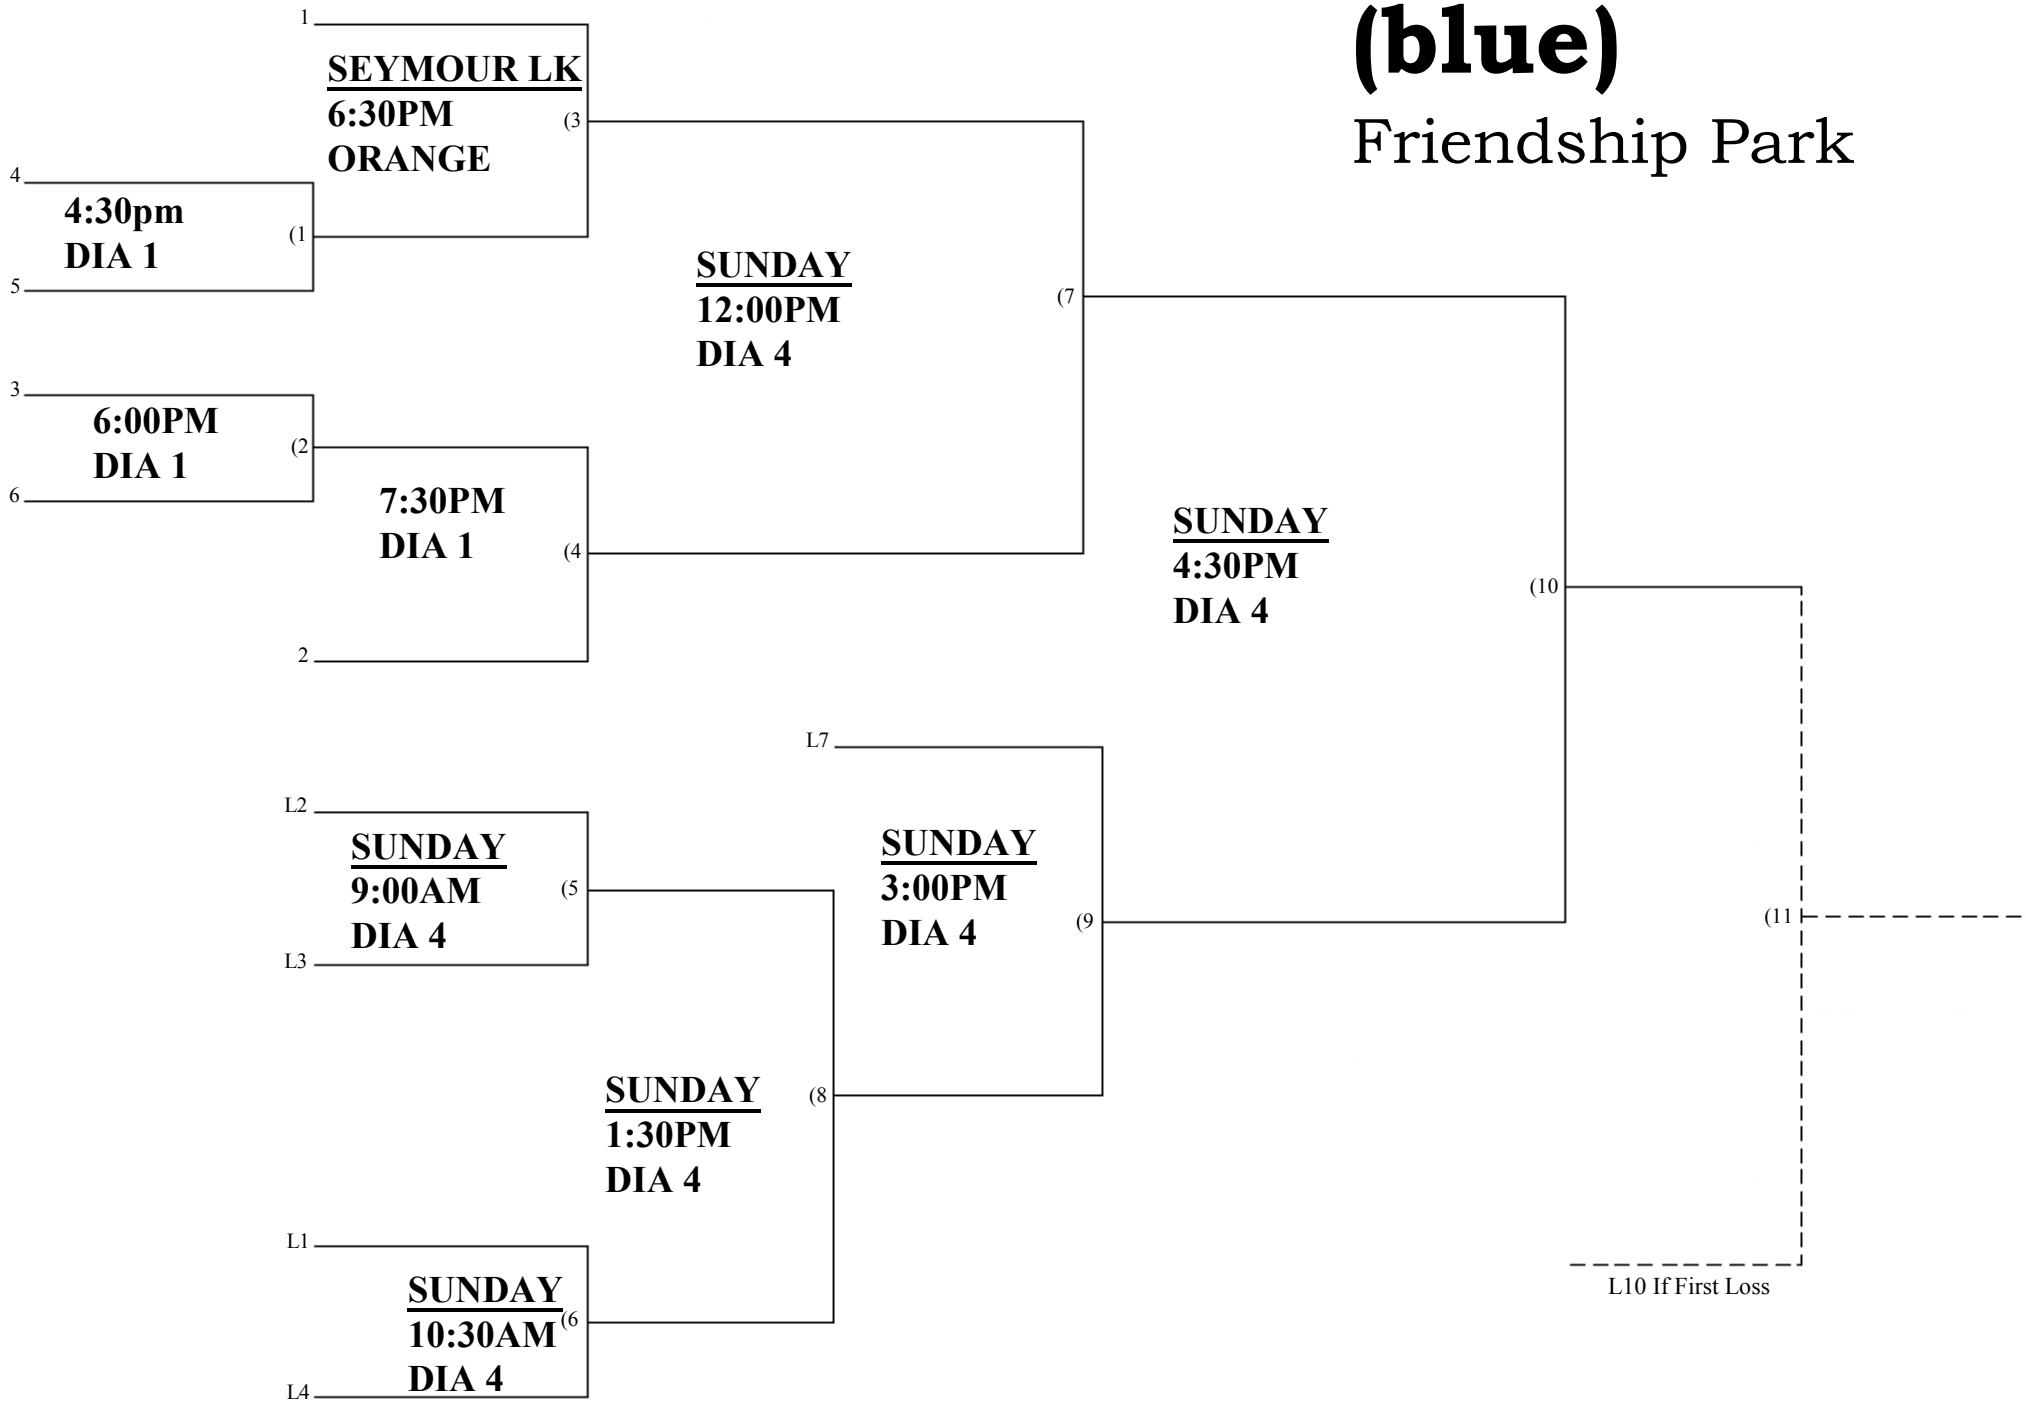 (blue)
Friendship Park
1
SEYMOUR LK
6:30PM
ORANGE
(3
4
4:30pm
DIA 1
(1
5
SUNDAY
12:00PM
DIA 4
(7
3
6:00PM
DIA 1
(2
6
7:30PM
DIA 1
(4
2
SUNDAY
4:30PM
DIA 4
(10
L7
L2
SUNDAY
9:00AM
DIA 4
(5
L3
SUNDAY
3:00PM
DIA 4
(9
(11
SUNDAY
1:30PM
DIA 4
(8
L1
SUNDAY
10:30AM
DIA 4
(6
L4
L10 If First Loss